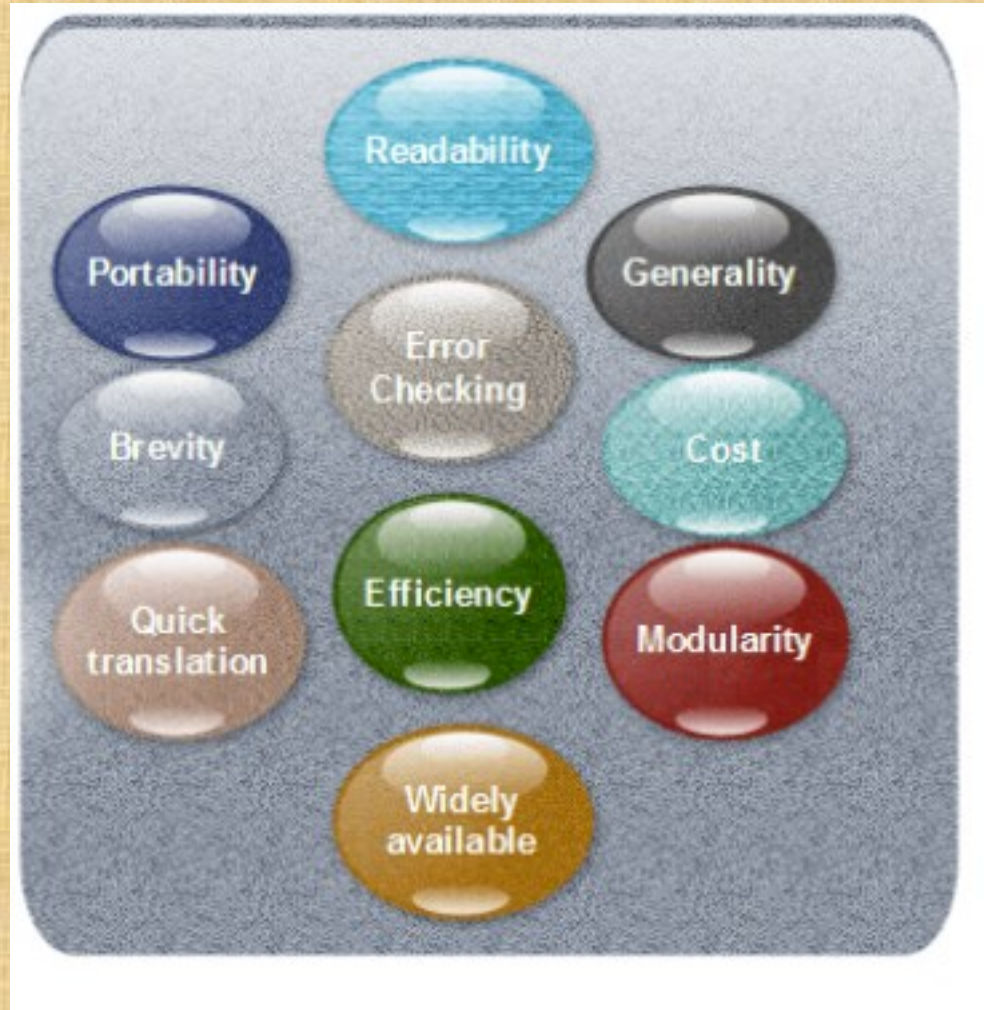 Readability
Portability
Generality
Error
Checking
Brevity
Cost
Efficiency
Quick
translation
Modularity
Widely
available